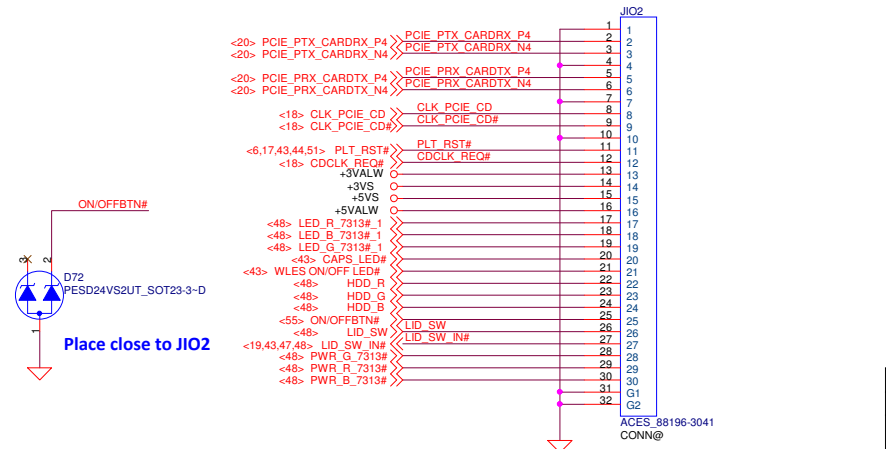 JIO2
<20> PCIE_PTX_CARDRX_P4 PCIE_PTX_CARDRX_P4
<20> PCIE_PTX_CARDRX_N4 PCIE_PTX_CARDRX_N4
<20> PCIE_PRX_CARDTX_P4 PCIE_PRX_CARDTX_P4
<20> PCIE_PRX_CARDTX_N4 PCIE_PRX_CARDTX_N4
<18> CLK_PCIE_CD CLK_PCIE_CD
<18> CLK_PCIE_CD# CLK_PCIE_CD#
<6,17,43,44,51> PLT_RST# PLT_RST#
<18> CDCLK_REQ# CDCLK_REQ#
+3VALW
+3VS
+5VS
+5VALW
<48> LED_R_7313#_1
<48> LED_B_7313#_1
<48> LED_G_7313#_1
<43> CAPS_LED#
<43> WLES ON/OFF LED#
<48> HDD_R
<48> HDD_G
<48> HDD_B
<55> ON/OFFBTN#
<48> LID_SW LID_SW
<19,43,47,48> LID_SW_IN# LID_SW_IN#
<48> PWR_G_7313#
<48> PWR_R_7313#
<48> PWR_B_7313#
1 1
2 2
3 3
4 4
5 5
6 6
7 7
8 8
9 9
10 10
11 11
12 12
13 13
14 14
15 15
16 16
17 17
18 18
19 19
20 20
21 21
22 22
23 23
24 24
25 25
26 26
27 27
28 28
29 29
30 30
31 G1
32 G2
ACES_88196-3041
CONN@
ON/OFFBTN#
3 2
D72
PESD24VS2UT_SOT23-3~D
1
Place close to JIO2